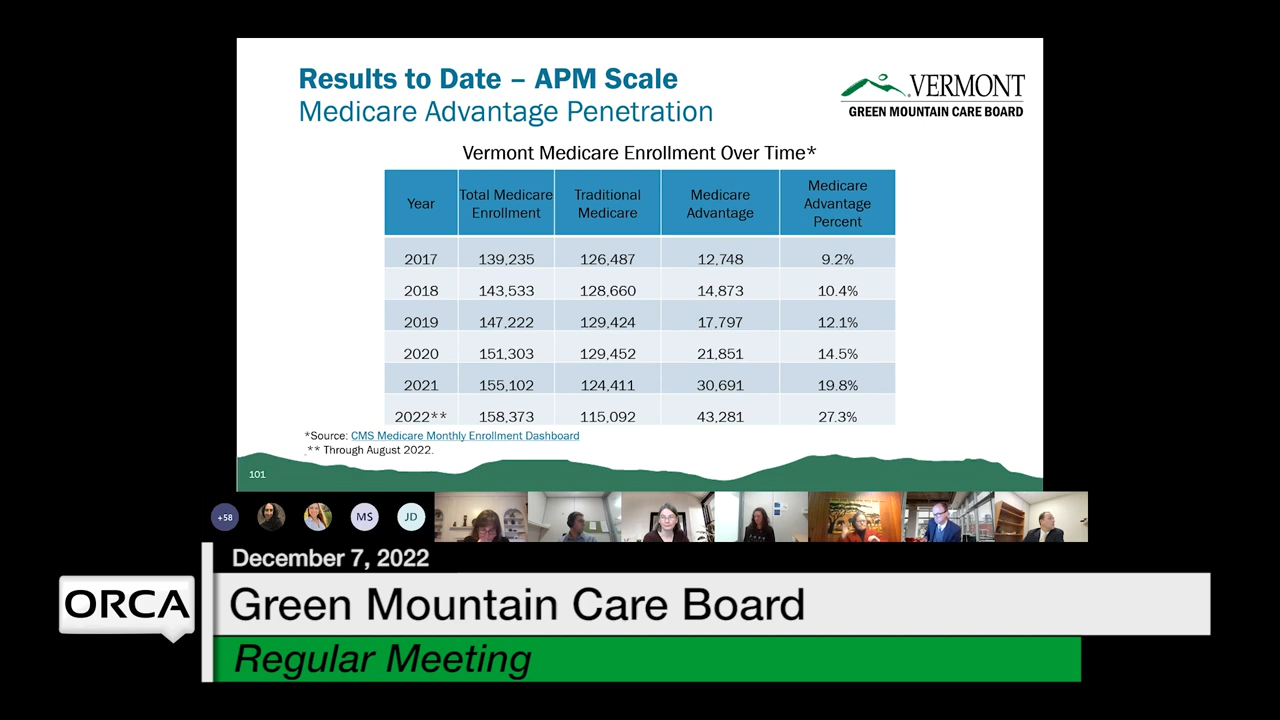 Results to Date – APM Scale
Medicare Advantage Penetration
VERMONT
GREEN MOUNTAIN CARE BOARD
Vermont Medicare Enrollment Over Time*
Year Total Medicare Enrollment Traditional Medicare Medicare Advantage Medicare Advantage Percent
2017 139,235 126,487 12,748 9.2%
2018 143,533 128,660 14,873 10.4%
2019 147,222 129,424 17,797 12.1%
2020 151,303 129,452 21,851 14.5%
2021 155,102 124,411 30,691 19.8%
2022** 158,373 115,092 43,281 27.3%
*Source: CMS Medicare Monthly Enrollment Dashboard
** Through August 2022.
101
+58 MS JD
December 7, 2022
ORCA
Green Mountain Care Board
Regular Meeting